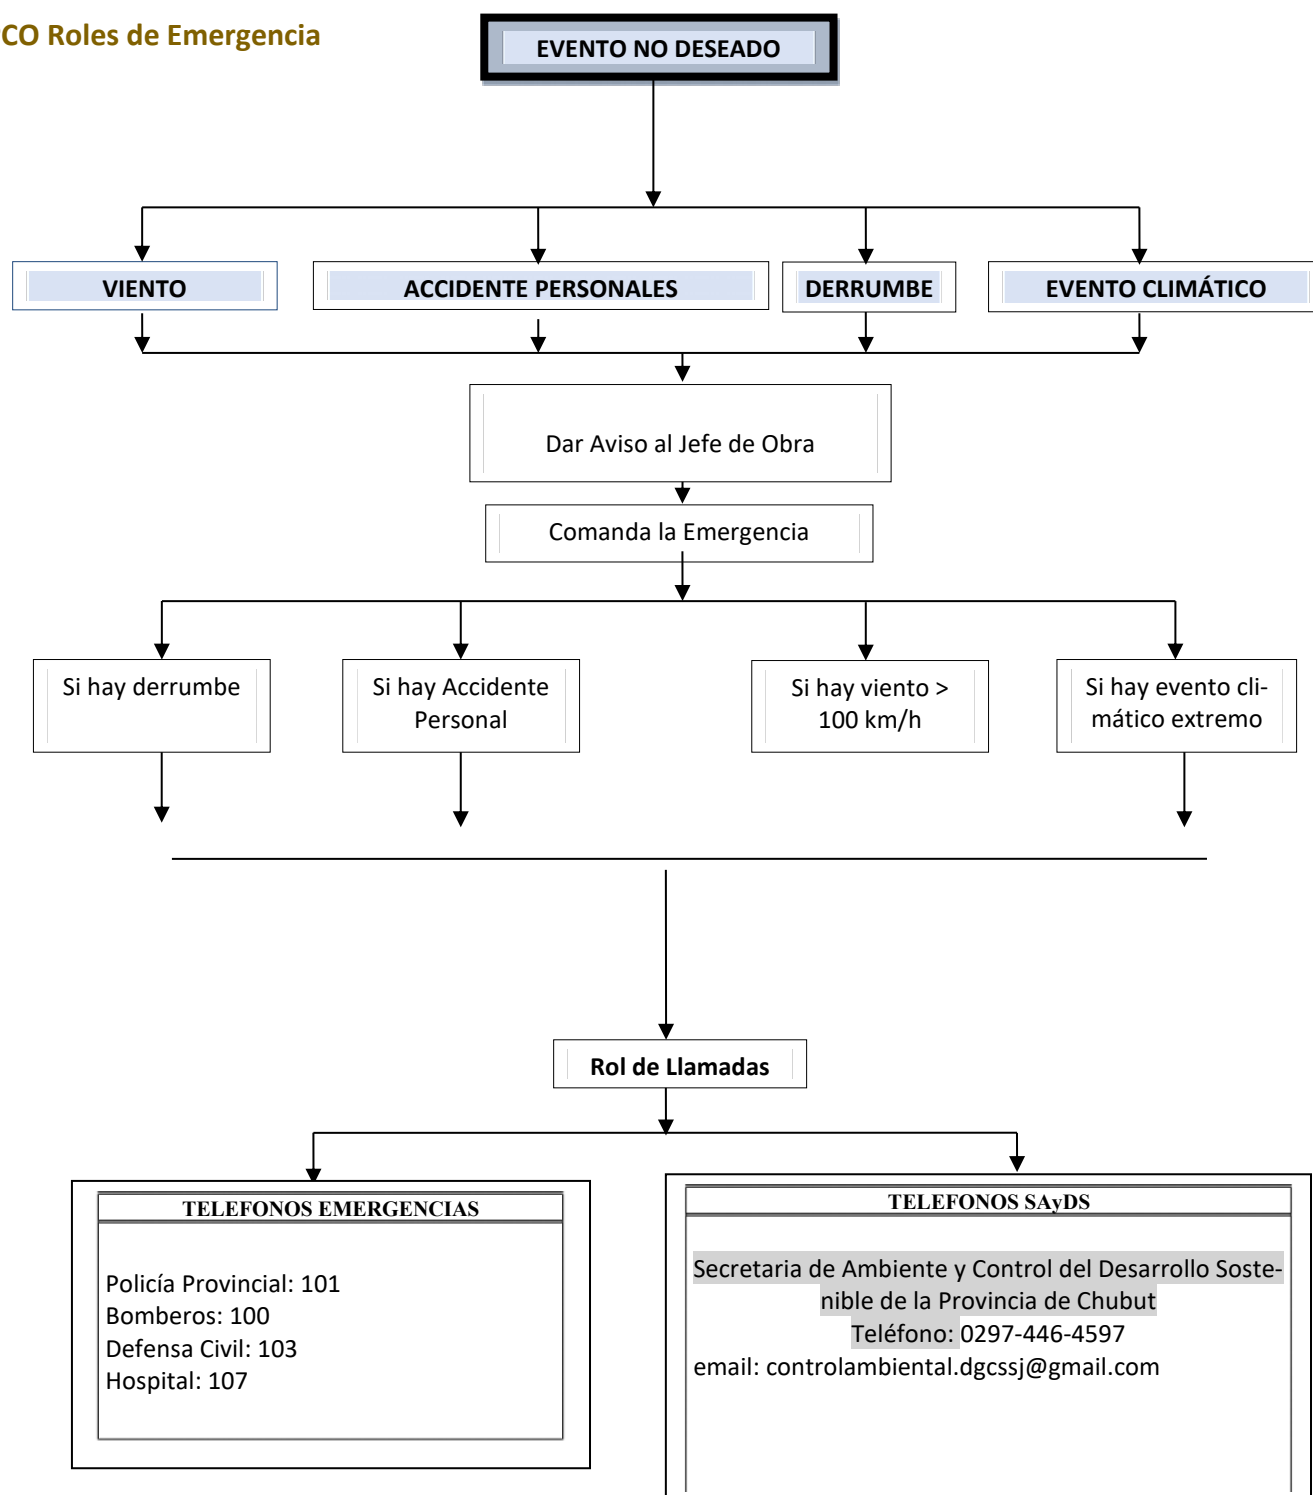 CO Roles de Emergencia
EVENTO NO DESEADO
VIENTO
ACCIDENTE PERSONALES
DERRUMBE
EVENTO CLIMÁTICO
Dar Aviso al Jefe de Obra
Comanda la Emergencia
Si hay derrumbe
Si hay Accidente
Personal
Si hay viento >
100 km/h
Si hay evento cli-
mático extremo
Rol de Llamadas
TELEFONOS EMERGENCIAS
Policía Provincial: 101
Bomberos: 100
Defensa Civil: 103
Hospital: 107
TELEFONOS SAyDS
Secretaria de Ambiente y Control del Desarrollo Soste-
nible de la Provincia de Chubut
Teléfono: 0297-446-4597
email: controlambiental.dgcssj@gmail.com